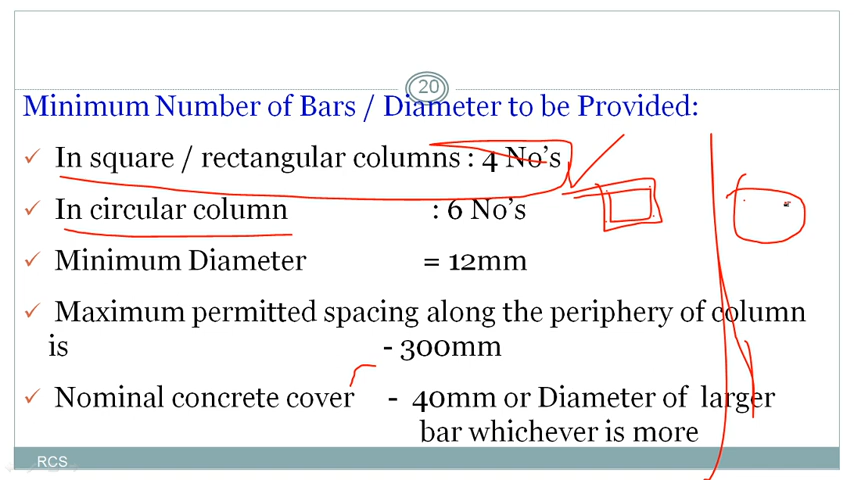 20
Minimum Number of Bars / Diameter to be Provided:
In square / rectangular columns : 4 No's
In circular column : 6 No's
Minimum Diameter = 12mm
Maximum permitted spacing along the periphery of column
is - 300mm
Nominal concrete cover - 40mm or Diameter of larger
bar whichever is more
RCS